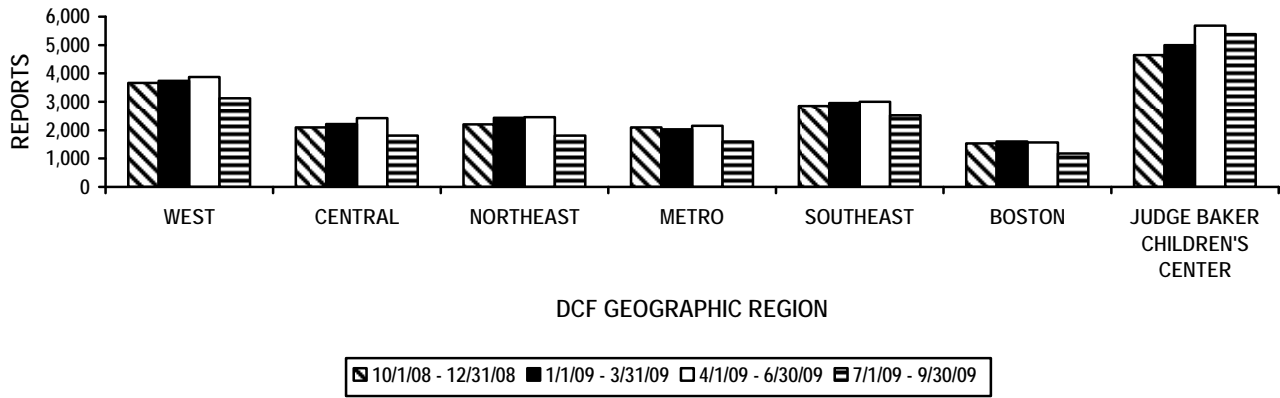 6,000
5,000
4,000
3,000
2,000
1,000
0
REPORTS
WEST CENTRAL NORTHEAST METRO SOUTHEAST BOSTON JUDGE BAKER
CHILDREN'S
CENTER
DCF GEOGRAPHIC REGION
10/1/08 - 12/31/08 1/1/09 - 3/31/09 4/1/09 - 6/30/09 7/1/09 - 9/30/09